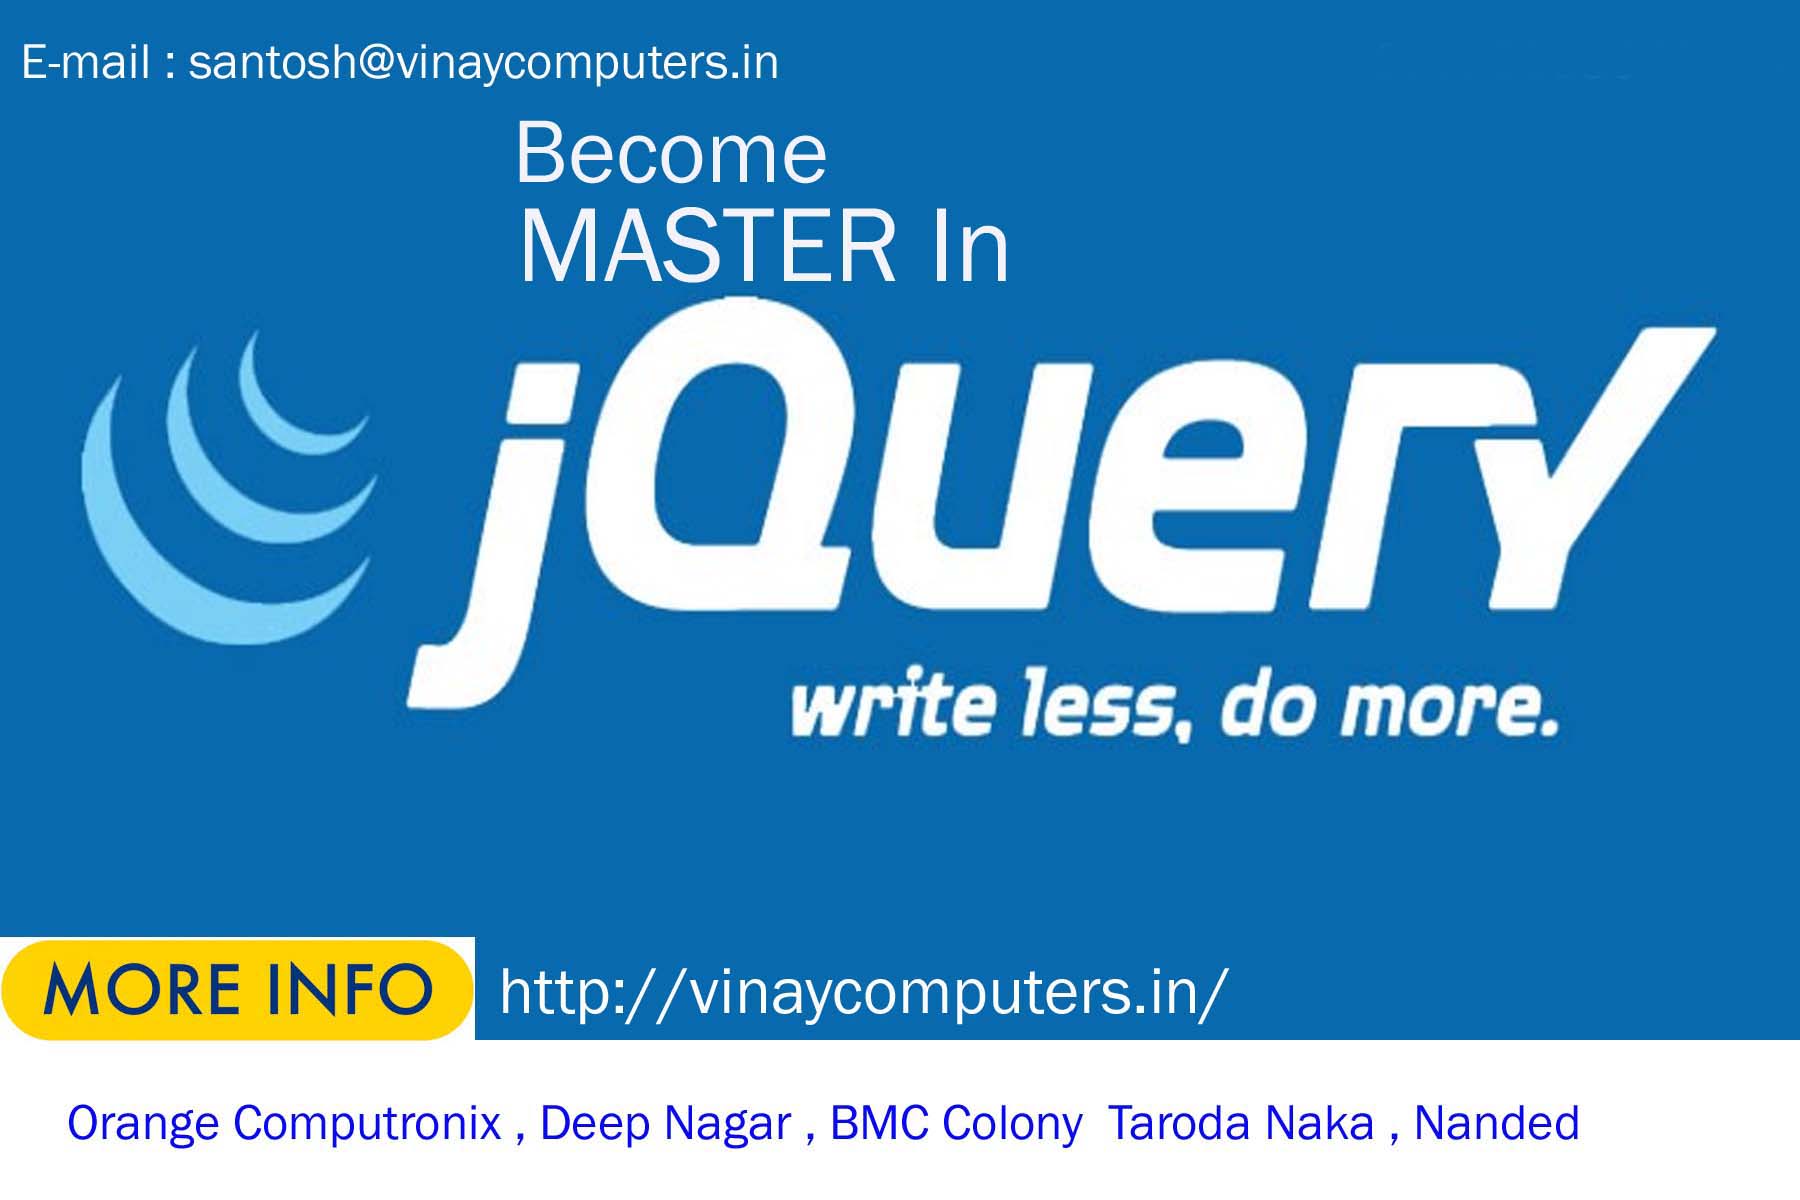 E-mail : santosh@vinaycomputers.in
Become
MASTER In
jQuery
write less, do more.
MORE INFO http://vinaycomputers.in/
Orange Computronix , Deep Nagar , BMC Colony Taroda Naka , Nanded